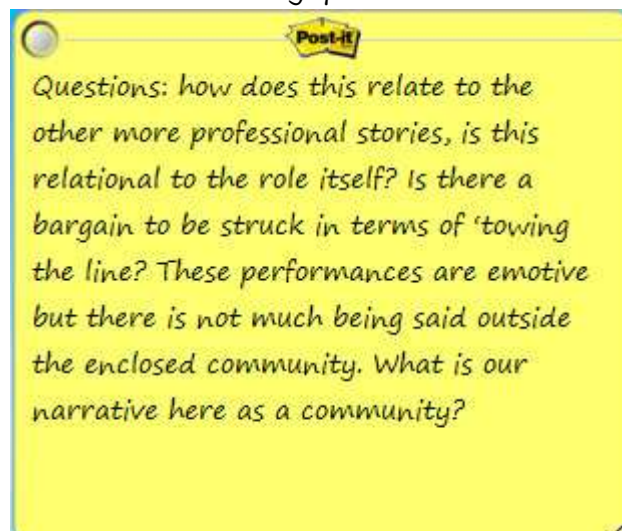 Post-it
Questions: how does this relate to the
other more professional stories, is this
relational to the role itself? Is there a
bargain to be struck in terms of ‘towing
the line? These performances are emotive
but there is not much being said outside
the enclosed community. What is our
narrative here as a community?